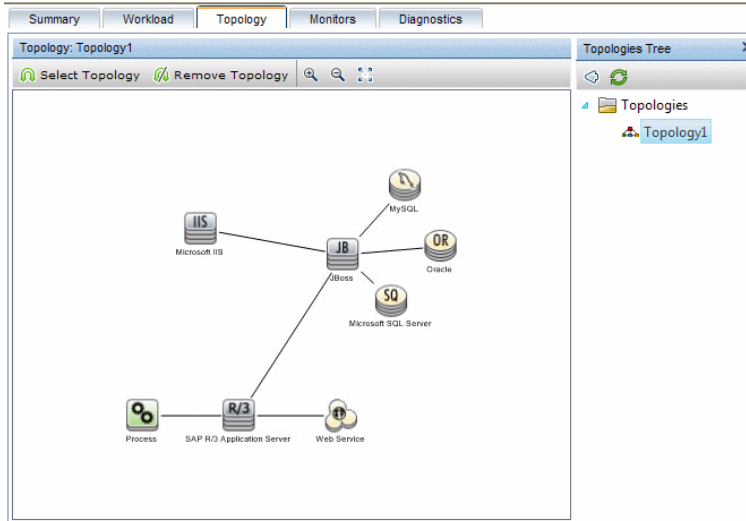 Summary Workload Topology Monitors Diagnostics
Topology: Topology1
Select Topology Remove Topology
Topologies Tree
Topologies
Topology1
MySQL
IIS
Microsoft IIS
JB
JBoss
OR
Oracle
SQ
Microsoft SQL Server
Process
R/3
SAP R/3 Application Server
Web Service